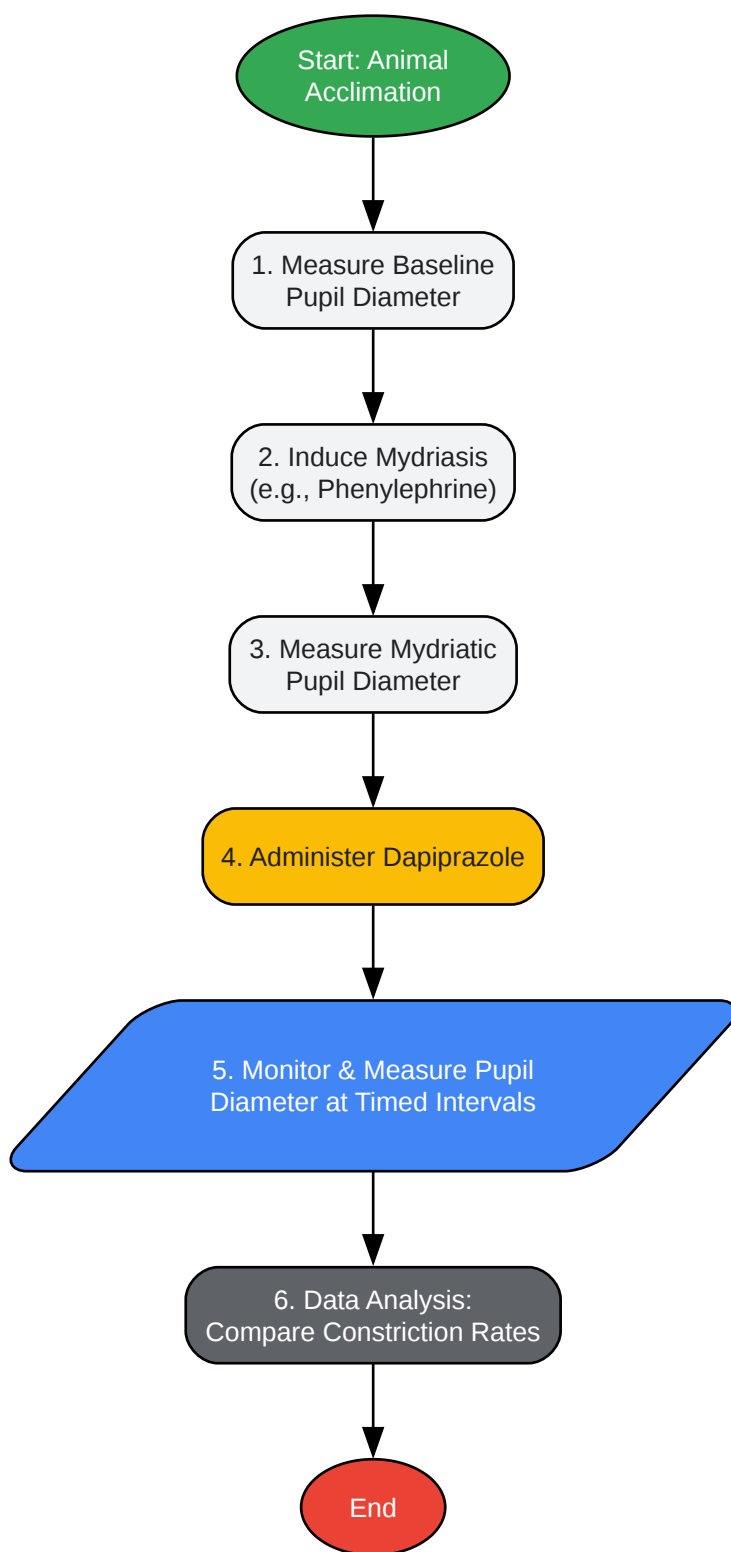 Start: Animal
Acclimation
1. Measure Baseline
Pupil Diameter
2. Induce Mydriasis
(e.g., Phenylephrine)
3. Measure Mydriatic
Pupil Diameter
4. Administer Dapiprazole
5. Monitor & Measure Pupil
Diameter at Timed Intervals
6. Data Analysis:
Compare Constriction Rates
End